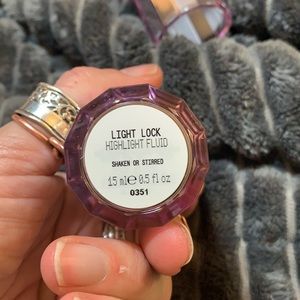 LIGHT LOCK
HIGHLIGHT FLUID
SHAKEN OR STIRRED
15 ml e 0.5 fl oz
0351